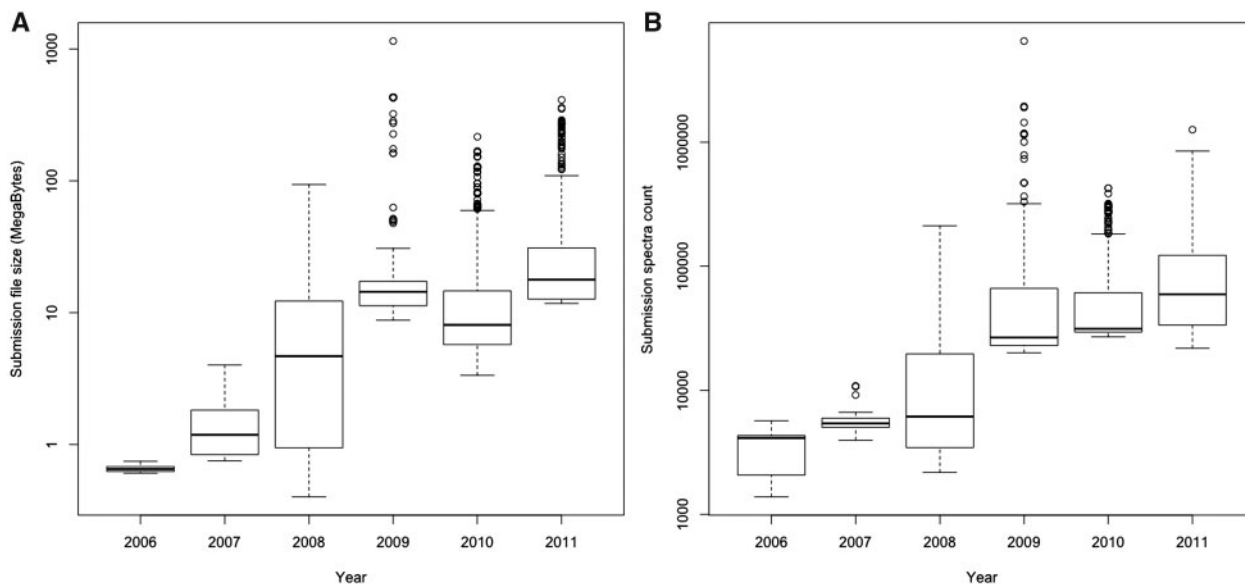 A
Submission file size (MegaBytes)
1000
100
10
1
2006 2007 2008 2009 2010 2011
Year
B
Submission spectra count
1000000
100000
10000
1000
2006 2007 2008 2009 2010 2011
Year